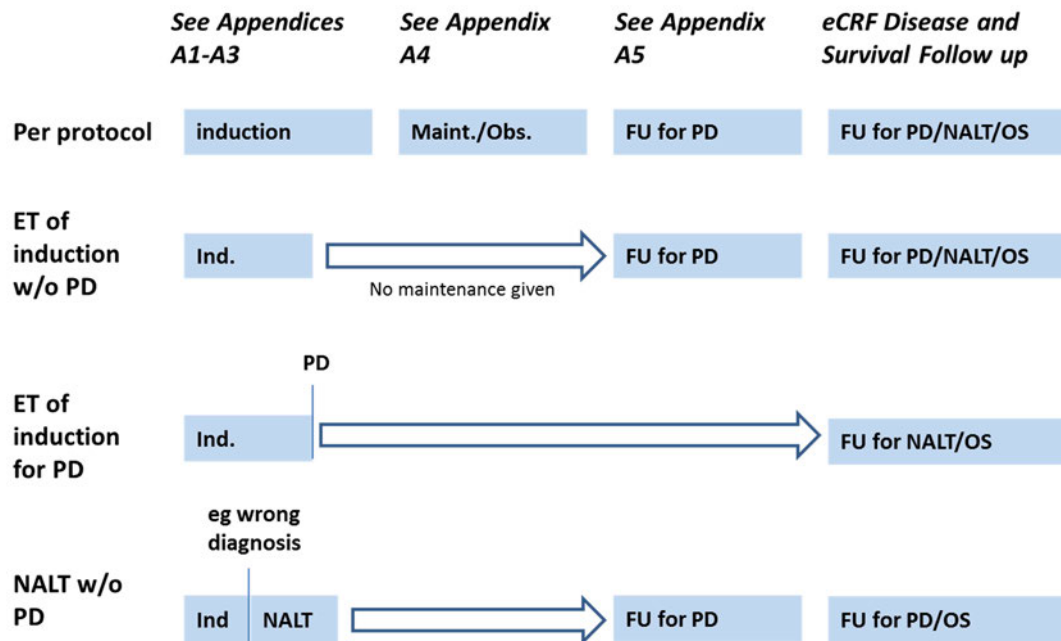 See Appendices
A1-A3
See Appendix
A4
See Appendix
A5
eCRF Disease and
Survival Follow up
Per protocol
induction
Maint./Obs.
FU for PD
FU for PD/NALT/OS
ET of
induction
w/o PD
Ind.
No maintenance given
FU for PD
FU for PD/NALT/OS
ET of
induction
for PD
PD
Ind.
FU for NALT/OS
NALT w/o
PD
eg wrong
diagnosis
Ind
NALT
FU for PD
FU for PD/OS